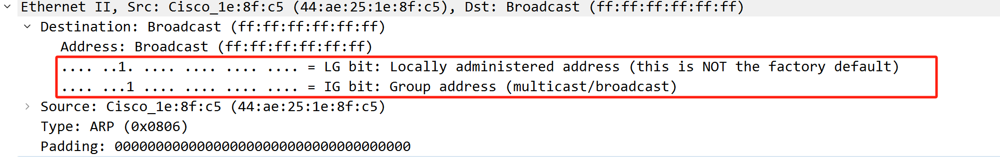 Ethernet II, Src: Cisco_1e:8f:c5 (44:ae:25:1e:8f:c5), Dst: Broadcast (ff:ff:ff:ff:ff:ff)
Destination: Broadcast (ff:ff:ff:ff:ff:ff)
Address: Broadcast (ff:ff:ff:ff:ff:ff)
.... ..1. .... .... .... .... = LG bit: Locally administered address (this is NOT the factory default)
.... ...1 .... .... .... .... = IG bit: Group address (multicast/broadcast)
Source: Cisco_1e:8f:c5 (44:ae:25:1e:8f:c5)
Type: ARP (0x0806)
Padding: 000000000000000000000000000000000000